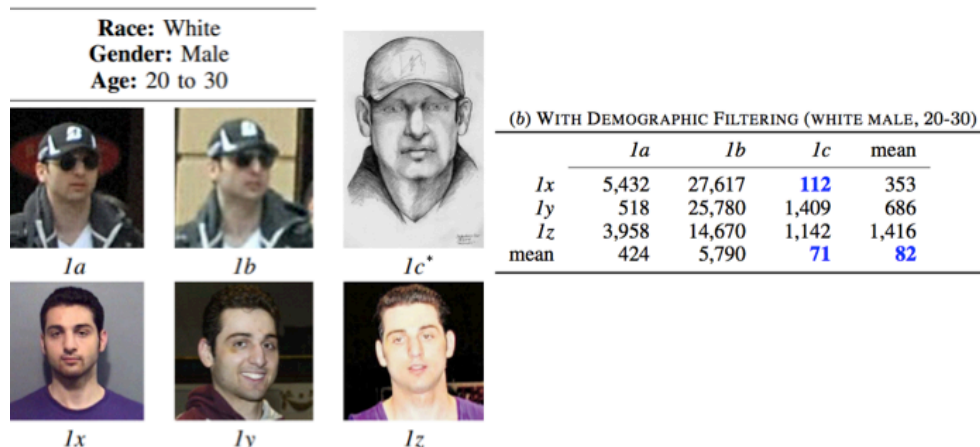 Race: White
Gender: Male
Age: 20 to 30
1a
1b
1c*
1x
1y
1z
(b) WITH DEMOGRAPHIC FILTERING (WHITE MALE, 20-30)
1a 1b 1c mean
1x 5,432 27,617 112 353
1y 518 25,780 1,409 686
1z 3,958 14,670 1,142 1,416
mean 424 5,790 71 82